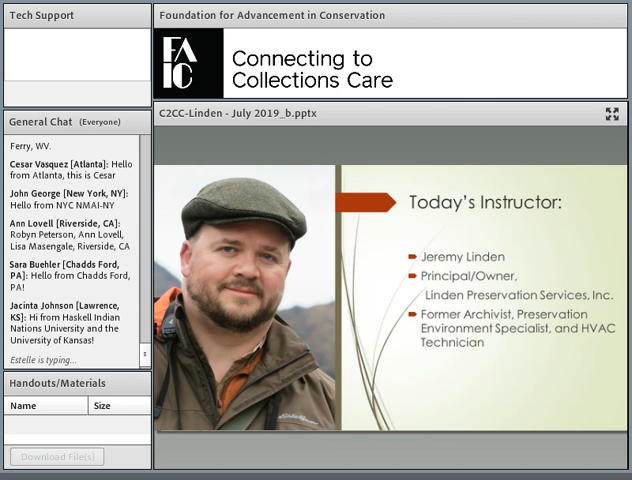 Tech Support
Foundation for Advancement in Conservation
FA
IC
Connecting to
Collections Care
General Chat (Everyone)
Ferry, WV.
Cesar Vasquez [Atlanta]: Hello
from Atlanta, this is Cesar
John George [New York, NY]:
Hello from NYC NMAI-NY
Ann Lovell [Riverside, CA]:
Robyn Peterson, Ann Lovell,
Lisa Masengale, Riverside, CA
Sara Buehler [Chadds Ford,
PA]: Hello from Chadds Ford,
PA!
Jacinta Johnson [Lawrence,
KS]: Hi from Haskell Indian
Nations University and the
University of Kansas!
Estelle is typing...
Handouts/Materials
Name Size
Download File(s)
C2CC-Linden - July 2019_b.pptx
Today's Instructor:
Jeremy Linden
Principal/Owner,
Linden Preservation Services, Inc.
Former Archivist, Preservation
Environment Specialist, and HVAC
Technician